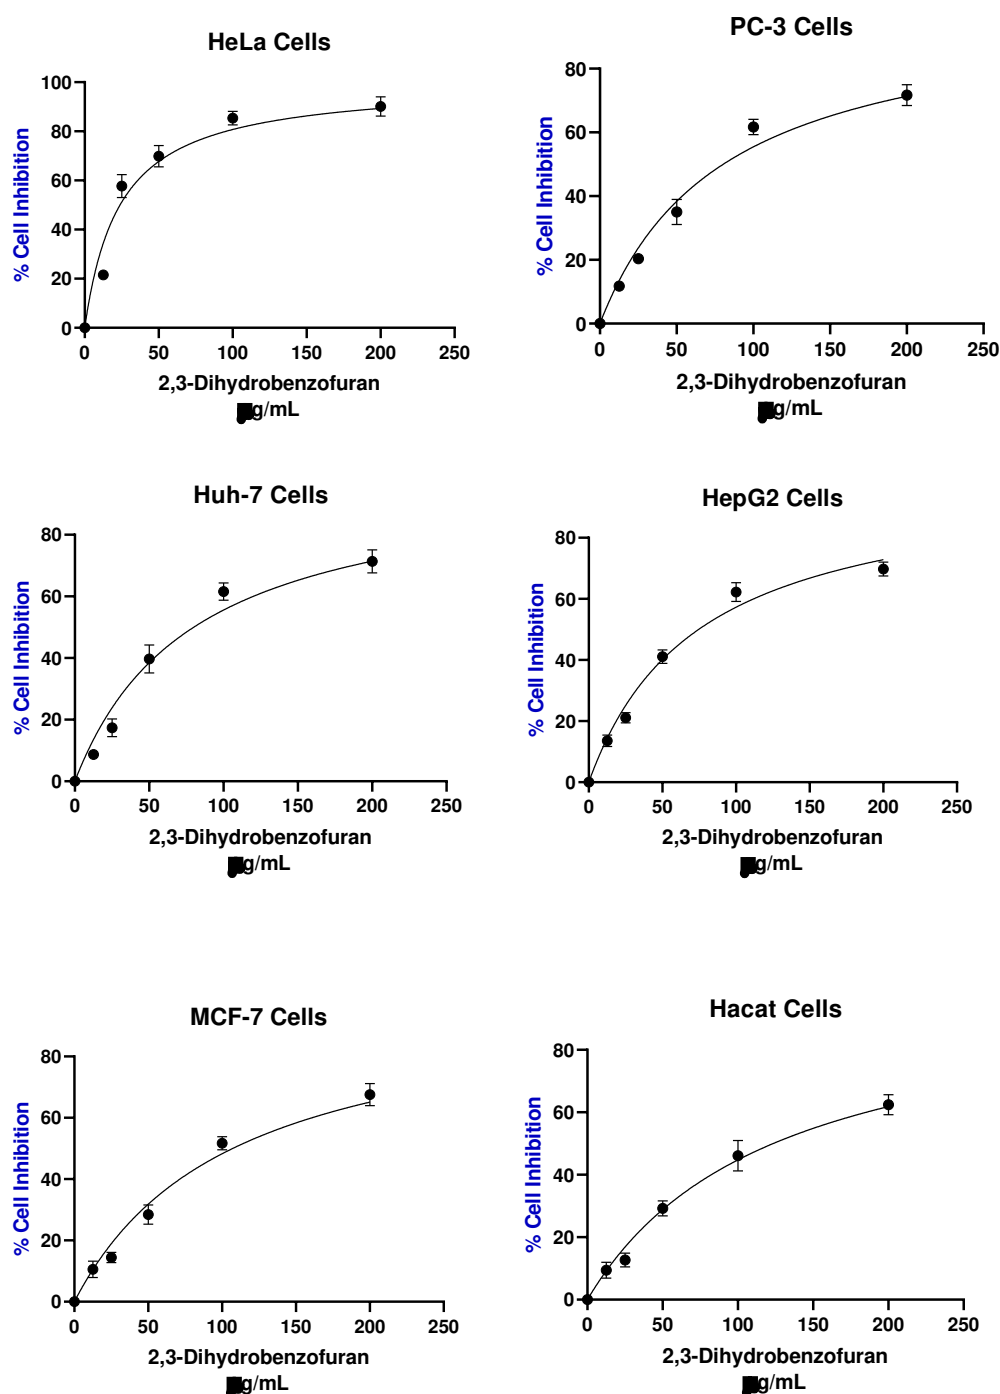 HeLa Cells
% Cell Inhibition
100
80
60
40
20
0
0 50 100 150 200 250
2,3-Dihydrobenzofuran
g/mL
PC-3 Cells
% Cell Inhibition
80
60
40
20
0
0 50 100 150 200 250
2,3-Dihydrobenzofuran
g/mL
Huh-7 Cells
% Cell Inhibition
80
60
40
20
0
0 50 100 150 200 250
2,3-Dihydrobenzofuran
g/mL
HepG2 Cells
% Cell Inhibition
80
60
40
20
0
0 50 100 150 200 250
2,3-Dihydrobenzofuran
g/mL
MCF-7 Cells
% Cell Inhibition
80
60
40
20
0
0 50 100 150 200 250
2,3-Dihydrobenzofuran
g/mL
Hacat Cells
% Cell Inhibition
80
60
40
20
0
0 50 100 150 200 250
2,3-Dihydrobenzofuran
g/mL